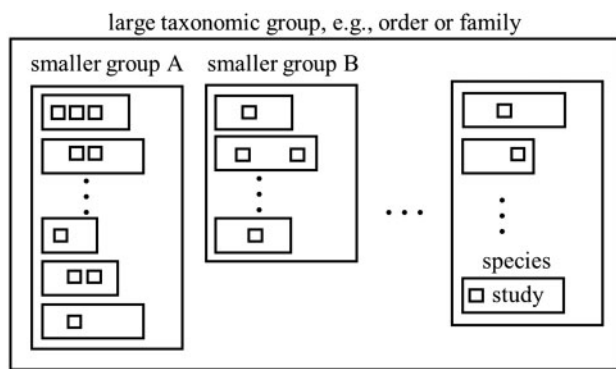 large taxonomic group, e.g., order or family
smaller group A
smaller group B
species
study